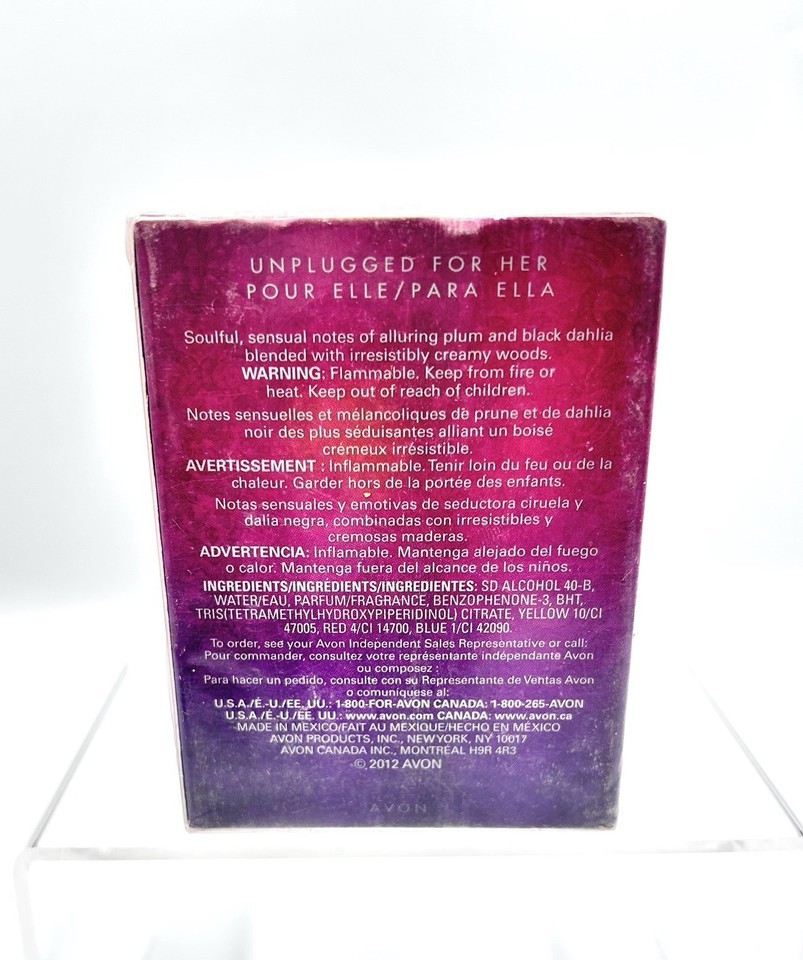 UNPLUGGED FOR HER
POUR ELLE/PARA ELLA
Soulful, sensual notes of alluring plum and black dahlia
blended with irresistibly creamy woods.
WARNING: Flammable. Keep from fire or
heat. Keep out of reach of children.
Notes sensuelles et mélancoliques de prune et de dahlia
noir des plus séduisantes alliant un boisé
crémeux irrésistible.
AVERTISSEMENT : Inflammable. Tenir loin du feu ou de la
chaleur. Garder hors de la portée des enfants.
Notas sensuales y emotivas de seductora ciruela y
dalia negra, combinadas con irresistibles y
cremosas maderas.
ADVERTENCIA: Inflamable. Mantenga alejado del fuego
o calor. Mantenga fuera del alcance de los niños.
INGREDIENTS/INGRÉDIENTS/INGREDIENTES: SD ALCOHOL 40-B,
WATER/EAU, PARFUM/FRAGRANCE, BENZOPHENONE-3, BHT,
TRIS(TETRAMETHYLHYDROXYPIPERIDINOL) CITRATE, YELLOW 10/CI
47005, RED 4/CI 14700, BLUE 1/CI 42090.
To order, see your Avon Independent Sales Representative or call:
Pour commander, consultez votre représentante indépendante Avon
ou composez :
Para hacer un pedido, consulte con su Representante de Ventas Avon
o comuníquese al:
U.S.A./É.-U./EE. UU.: 1-800-FOR-AVON CANADA: 1-800-265-AVON
U.S.A./É.-U./EE. UU.: www.avon.com CANADA: www.avon.ca
MADE IN MEXICO/FAIT AU MEXIQUE/HECHO EN MÉXICO
AVON PRODUCTS, INC., NEW YORK, NY 10017
AVON CANADA INC., MONTRÉAL H9R 4R3
© 2012 AVON
AVON